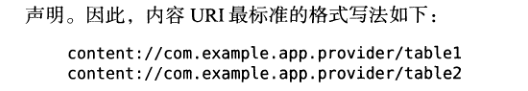 声明。因此，内容 URI 最标准的格式写法如下：
content://com.example.app.provider/table1
content://com.example.app.provider/table2